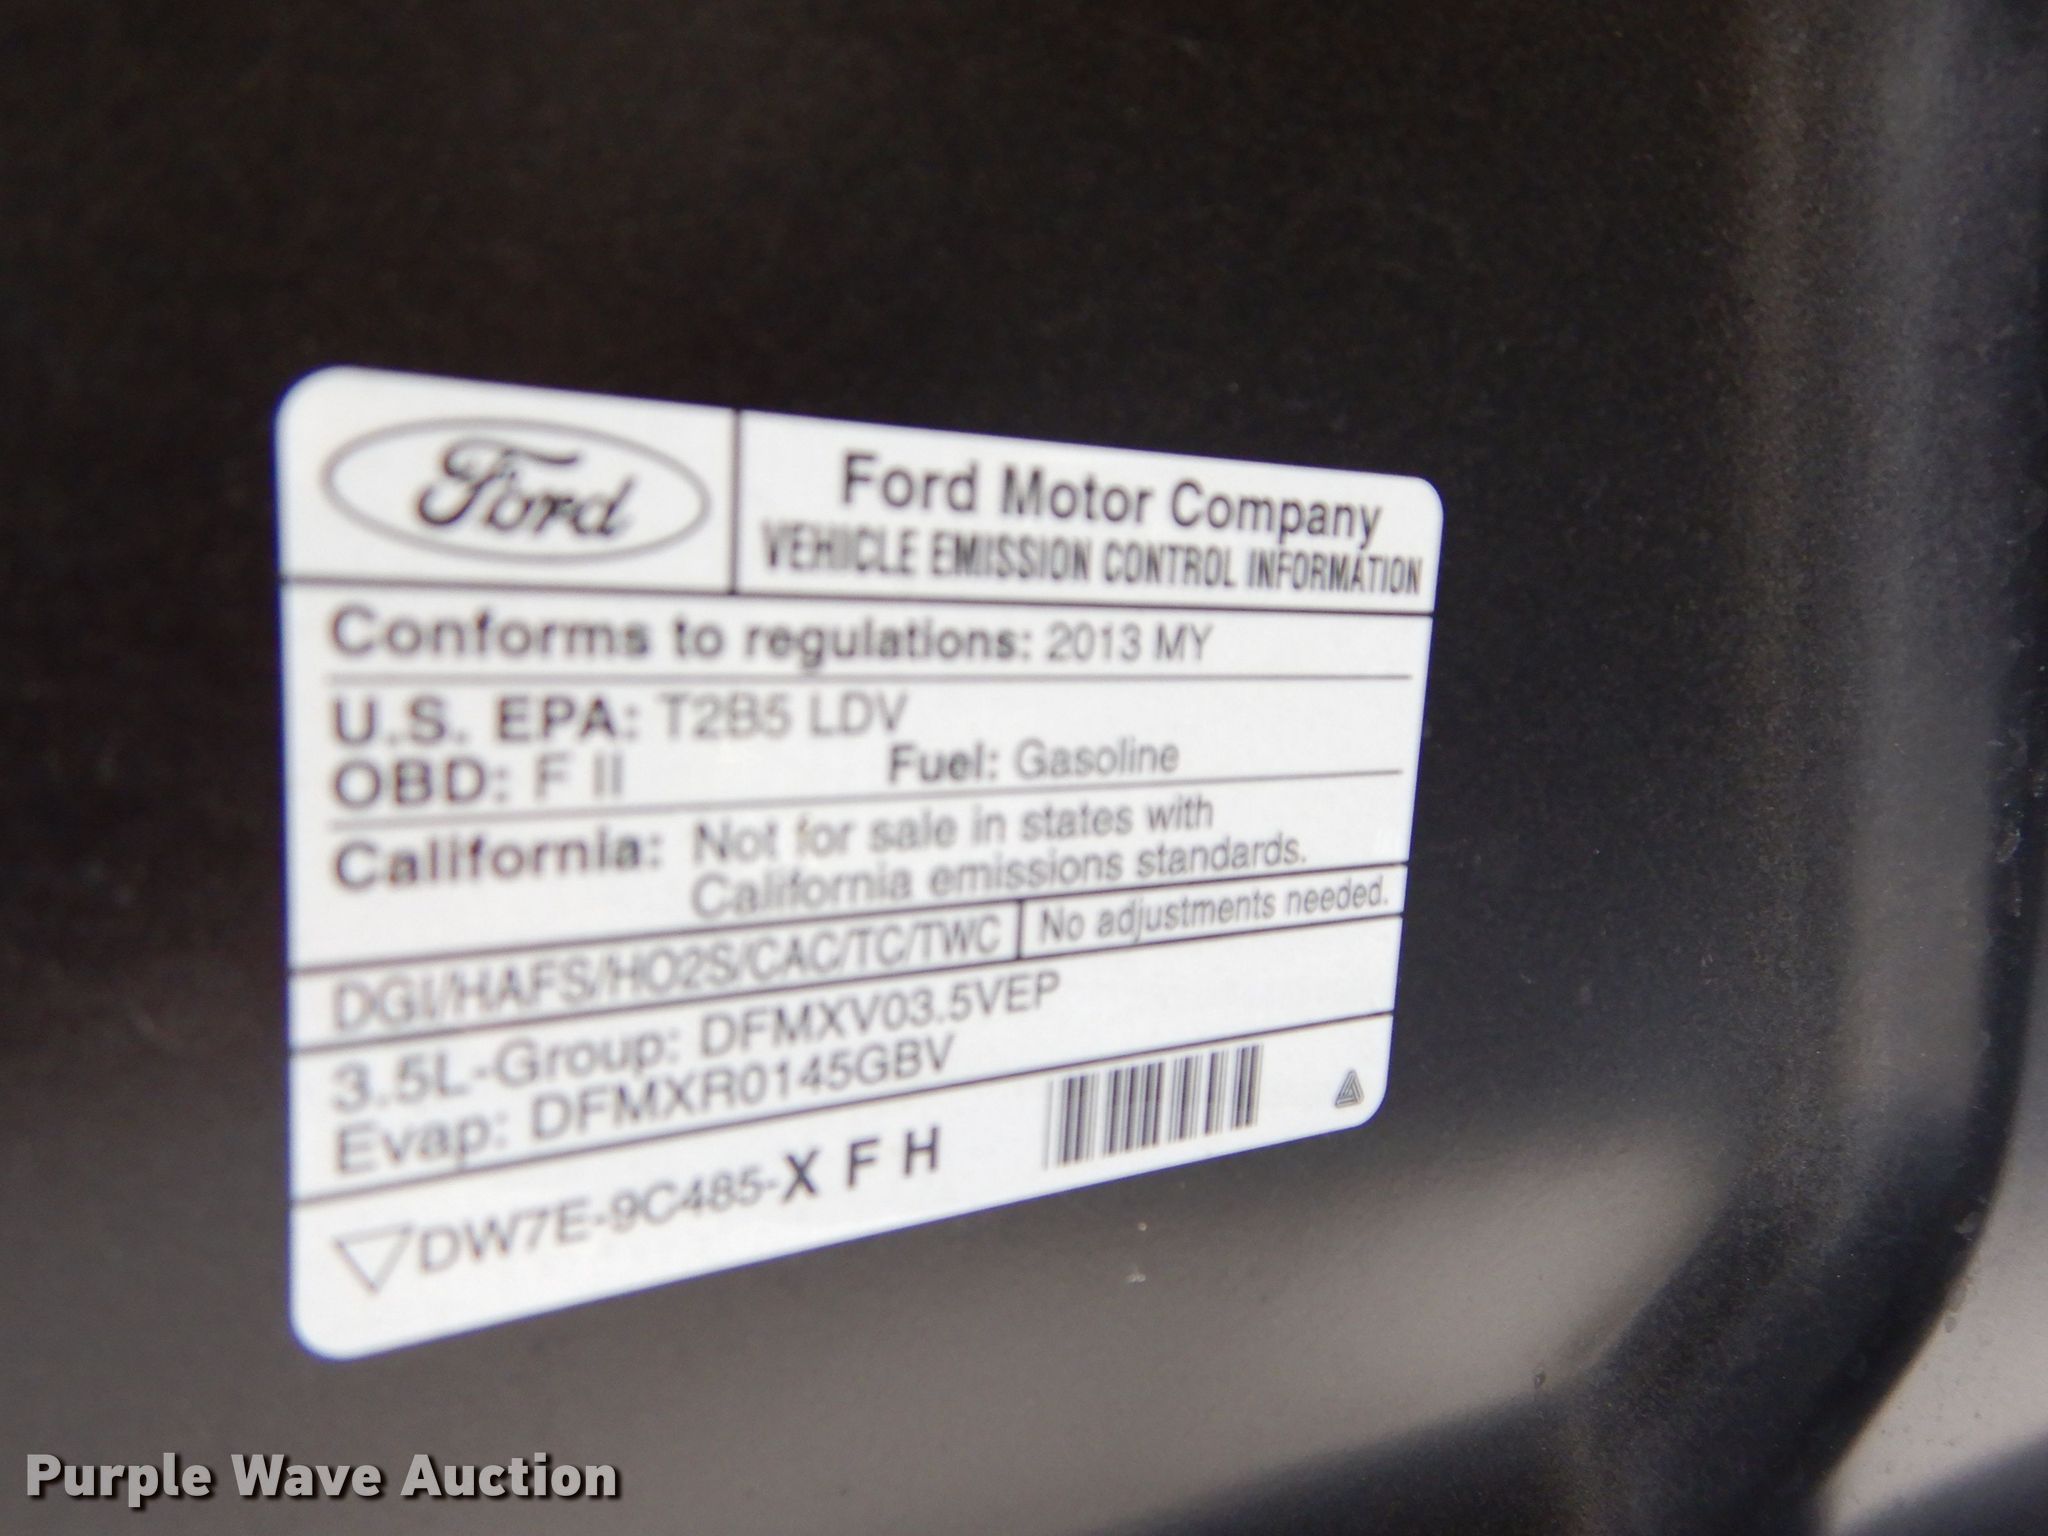 Ford
Ford Motor Company
VEHICLE EMISSION CONTROL INFORMATION
Conforms to regulations: 2013 MY
U.S. EPA: T2B5 LDV
OBD: F II Fuel: Gasoline
California: Not for sale in states with
California emissions standards.
DGI/HAFS/HO2S/CAC/TC/TWC No adjustments needed.
3.5L-Group: DFMXV03.5VEP
Evap: DFMXR0145GBV
DW7E-9C485-X F H
Purple Wave Auction